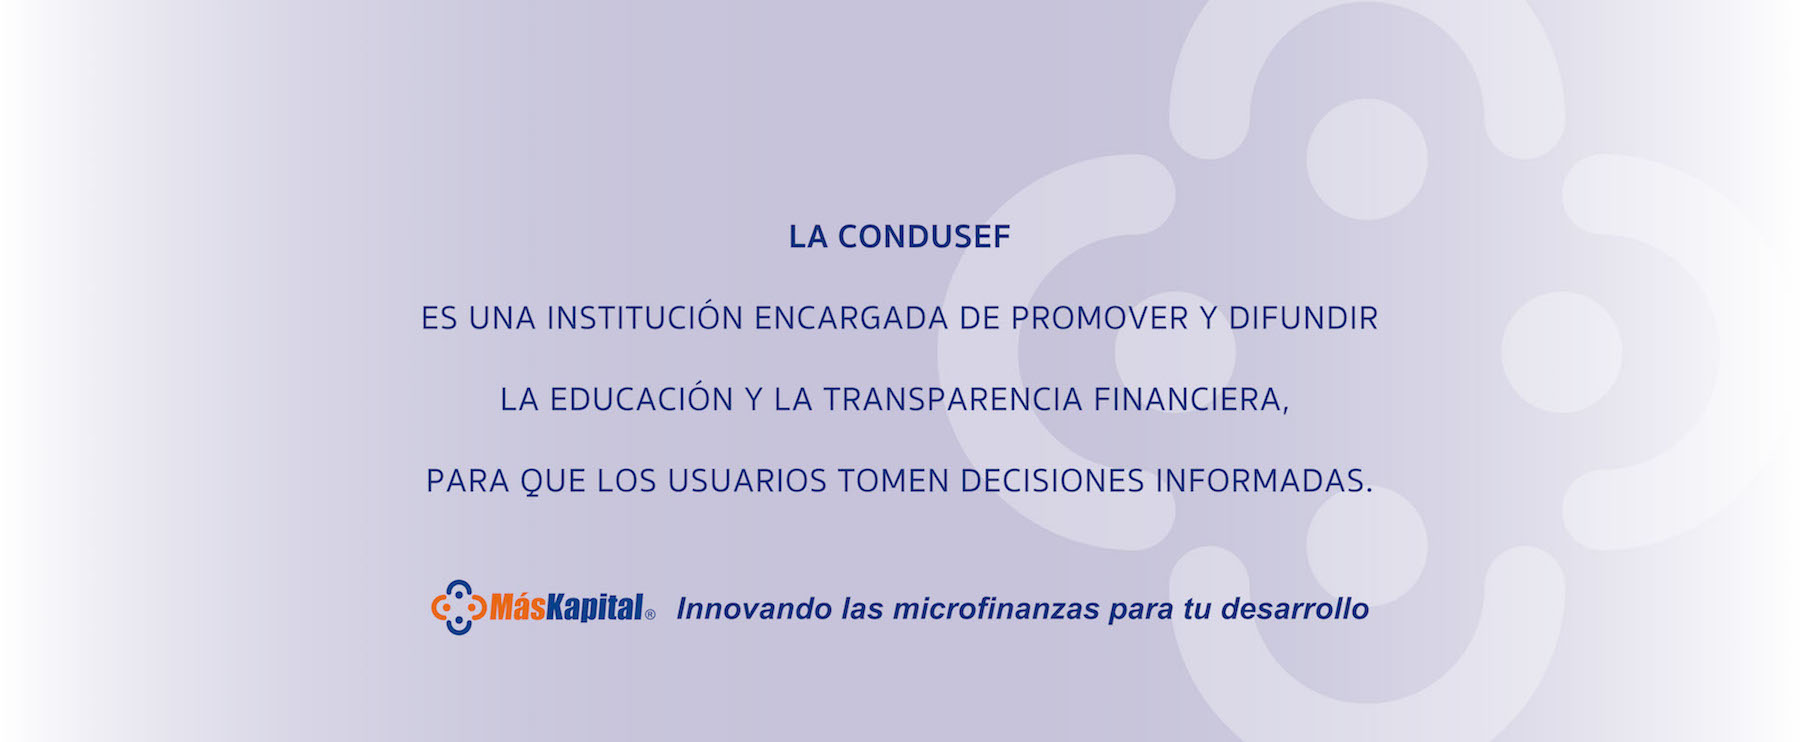 LA CONDUSEF
ES UNA INSTITUCIÓN ENCARGADA DE PROMOVER Y DIFUNDIR
LA EDUCACIÓN Y LA TRANSPARENCIA FINANCIERA,
PARA QUE LOS USUARIOS TOMEN DECISIONES INFORMADAS.
MásKapital® Innovando las microfinanzas para tu desarrollo